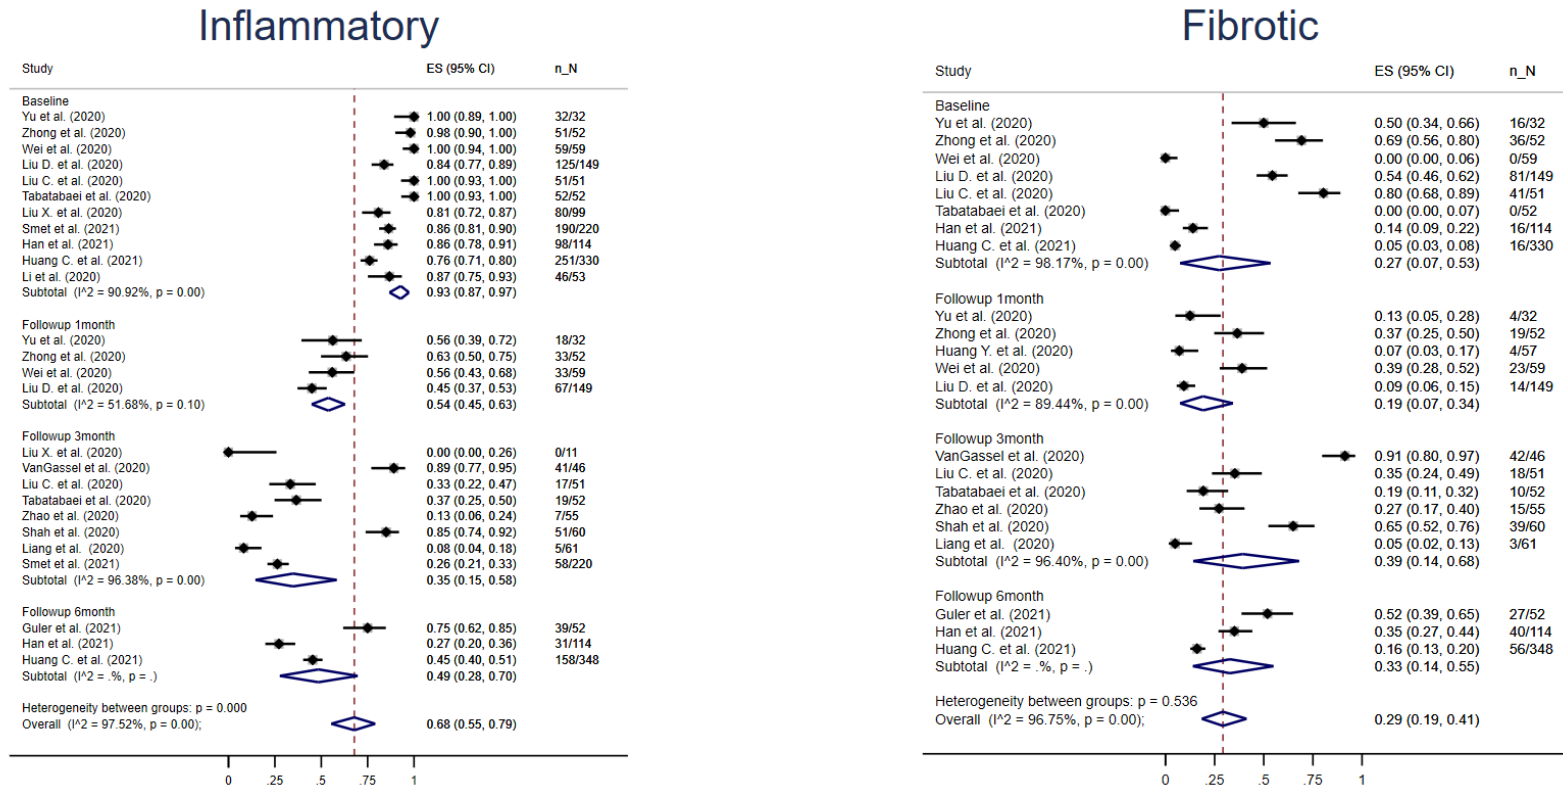 Inflammatory
Study ES (95% CI) n_N
Baseline
Yu et al. (2020) 1.00 (0.89, 1.00) 32/32
Zhong et al. (2020) 0.98 (0.90, 1.00) 51/52
Wei et al. (2020) 1.00 (0.94, 1.00) 59/59
Liu D. et al. (2020) 0.84 (0.77, 0.89) 125/149
Liu C. et al. (2020) 1.00 (0.93, 1.00) 51/51
Tabatabaei et al. (2020) 1.00 (0.93, 1.00) 52/52
Liu X. et al. (2020) 0.81 (0.72, 0.87) 80/99
Smet et al. (2021) 0.86 (0.81, 0.90) 190/220
Han et al. (2021) 0.86 (0.78, 0.91) 98/114
Huang C. et al. (2021) 0.76 (0.71, 0.80) 251/330
Li et al. (2020) 0.87 (0.75, 0.93) 46/53
Subtotal (I^2 = 90.92%, p = 0.00) 0.93 (0.87, 0.97)
Followup 1month
Yu et al. (2020) 0.56 (0.39, 0.72) 18/32
Zhong et al. (2020) 0.63 (0.50, 0.75) 33/52
Wei et al. (2020) 0.56 (0.43, 0.68) 33/59
Liu D. et al. (2020) 0.45 (0.37, 0.53) 67/149
Subtotal (I^2 = 51.68%, p = 0.10) 0.54 (0.45, 0.63)
Followup 3month
Liu X. et al. (2020) 0.00 (0.00, 0.26) 0/11
VanGassel et al. (2020) 0.89 (0.77, 0.95) 41/46
Liu C. et al. (2020) 0.33 (0.22, 0.47) 17/51
Tabatabaei et al. (2020) 0.37 (0.25, 0.50) 19/52
Zhao et al. (2020) 0.13 (0.06, 0.24) 7/55
Shah et al. (2020) 0.85 (0.74, 0.92) 51/60
Liang et al. (2020) 0.08 (0.04, 0.18) 5/61
Smet et al. (2021) 0.26 (0.21, 0.33) 58/220
Subtotal (I^2 = 96.38%, p = 0.00) 0.35 (0.15, 0.58)
Followup 6month
Guler et al. (2021) 0.75 (0.62, 0.85) 39/52
Han et al. (2021) 0.27 (0.20, 0.36) 31/114
Huang C. et al. (2021) 0.45 (0.40, 0.51) 158/348
Subtotal (I^2 = .%, p = .) 0.49 (0.28, 0.70)
Heterogeneity between groups: p = 0.000
Overall (I^2 = 97.52%, p = 0.00); 0.68 (0.55, 0.79)
0 .25 .5 .75 1
Fibrotic
Study ES (95% CI) n_N
Baseline
Yu et al. (2020) 0.50 (0.34, 0.66) 16/32
Zhong et al. (2020) 0.69 (0.56, 0.80) 36/52
Wei et al. (2020) 0.00 (0.00, 0.06) 0/59
Liu D. et al. (2020) 0.54 (0.46, 0.62) 81/149
Liu C. et al. (2020) 0.80 (0.68, 0.89) 41/51
Tabatabaei et al. (2020) 0.00 (0.00, 0.07) 0/52
Han et al. (2021) 0.14 (0.09, 0.22) 16/114
Huang C. et al. (2021) 0.05 (0.03, 0.08) 16/330
Subtotal (I^2 = 98.17%, p = 0.00) 0.27 (0.07, 0.53)
Followup 1month
Yu et al. (2020) 0.13 (0.05, 0.28) 4/32
Zhong et al. (2020) 0.37 (0.25, 0.50) 19/52
Huang Y. et al. (2020) 0.07 (0.03, 0.17) 4/57
Wei et al. (2020) 0.39 (0.28, 0.52) 23/59
Liu D. et al. (2020) 0.09 (0.06, 0.15) 14/149
Subtotal (I^2 = 89.44%, p = 0.00) 0.19 (0.07, 0.34)
Followup 3month
VanGassel et al. (2020) 0.91 (0.80, 0.97) 42/46
Liu C. et al. (2020) 0.35 (0.24, 0.49) 18/51
Tabatabaei et al. (2020) 0.19 (0.11, 0.32) 10/52
Zhao et al. (2020) 0.27 (0.17, 0.40) 15/55
Shah et al. (2020) 0.65 (0.52, 0.76) 39/60
Liang et al. (2020) 0.05 (0.02, 0.13) 3/61
Subtotal (I^2 = 96.40%, p = 0.00) 0.39 (0.14, 0.68)
Followup 6month
Guler et al. (2021) 0.52 (0.39, 0.65) 27/52
Han et al. (2021) 0.35 (0.27, 0.44) 40/114
Huang C. et al. (2021) 0.16 (0.13, 0.20) 56/348
Subtotal (I^2 = .%, p = .) 0.33 (0.14, 0.55)
Heterogeneity between groups: p = 0.536
Overall (I^2 = 96.75%, p = 0.00); 0.29 (0.19, 0.41)
0 .25 .5 .75 1